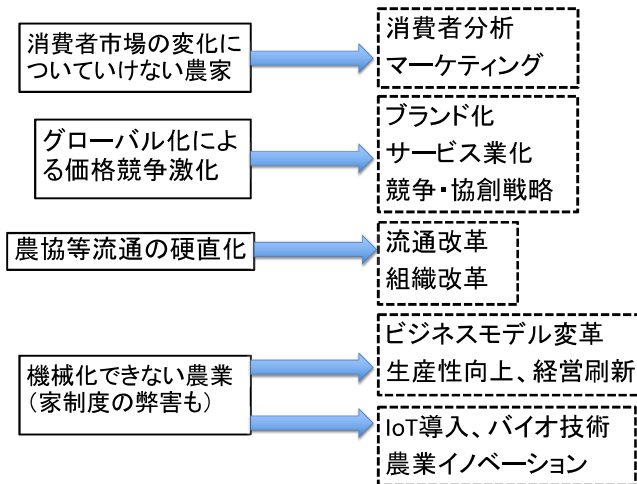 消費者市場の変化に
ついていけない農家
消費者分析
マーケティング
グローバル化によ
る価格競争激化
ブランド化
サービス業化
競争・協創戦略
農協等流通の硬直化
流通改革
組織改革
機械化できない農業
(家制度の弊害も)
ビジネスモデル変革
生産性向上、経営刷新
IoT導入、バイオ技術
農業イノベーション